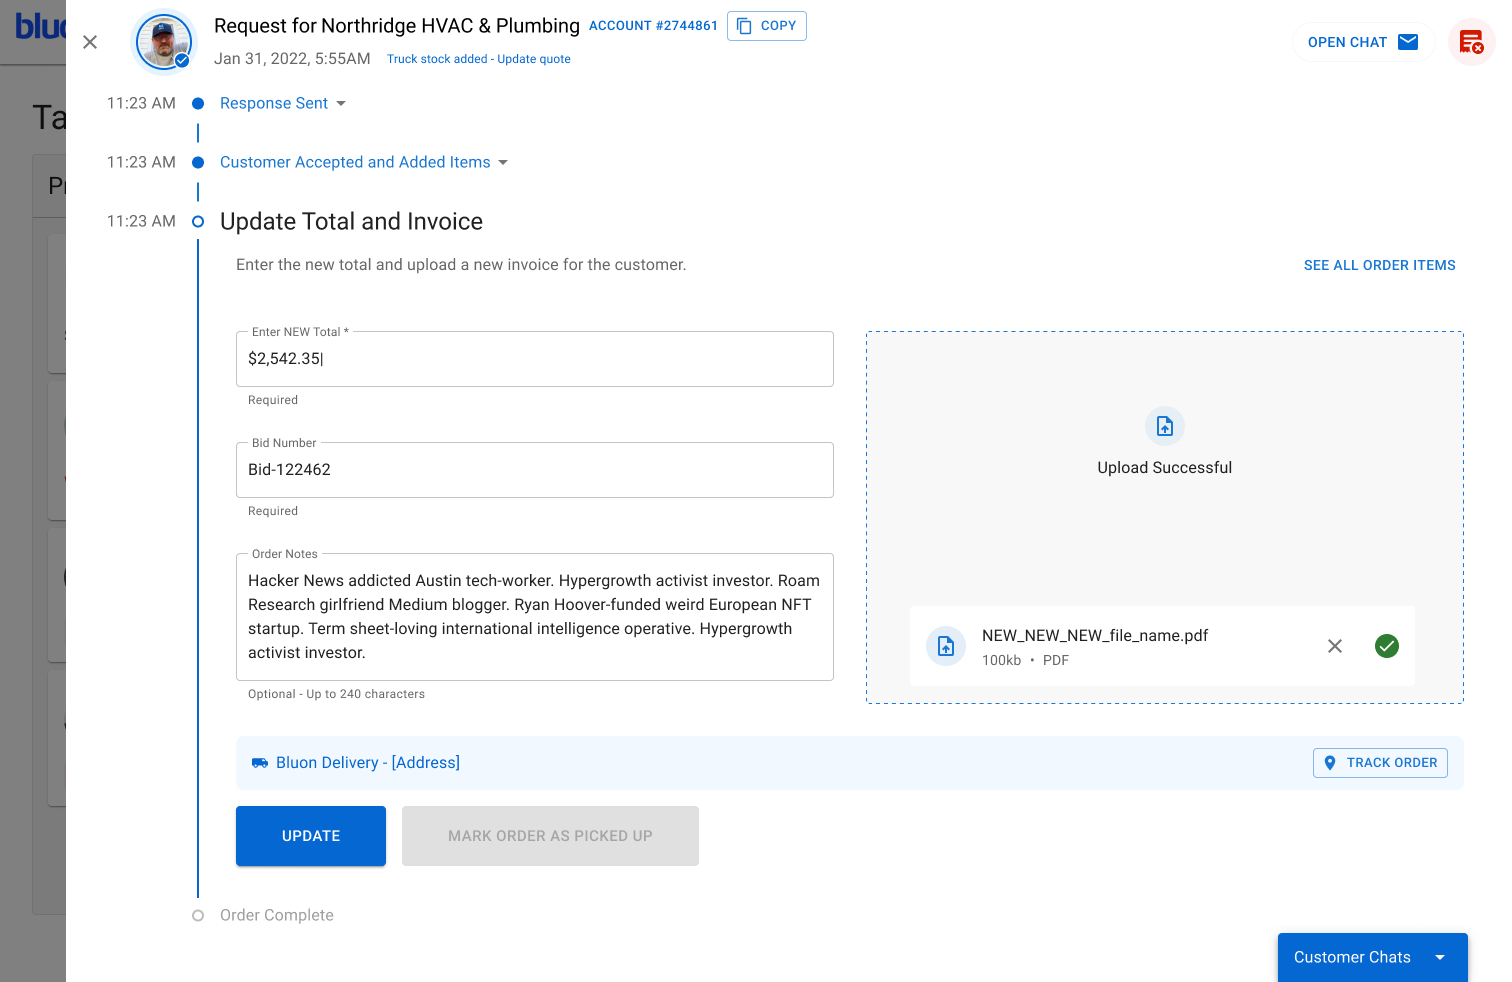 Request for Northridge HVAC & Plumbing ACCOUNT #2744861 COPY
Jan 31, 2022, 5:55AM Truck stock added - Update quote
OPEN CHAT
11:23 AM Response Sent
11:23 AM Customer Accepted and Added Items
11:23 AM Update Total and Invoice
Enter the new total and upload a new invoice for the customer.
SEE ALL ORDER ITEMS
Enter NEW Total *
$2,542.35
Required
Bid Number
Bid-122462
Required
Order Notes
Hacker News addicted Austin tech-worker. Hypergrowth activist investor. Roam
Research girlfriend Medium blogger. Ryan Hoover-funded weird European NFT
startup. Term sheet-loving international intelligence operative. Hypergrowth
activist investor.
Optional - Up to 240 characters
Upload Successful
NEW_NEW_NEW_file_name.pdf
100kb • PDF
Bluon Delivery - [Address]
TRACK ORDER
UPDATE
MARK ORDER AS PICKED UP
Order Complete
Customer Chats